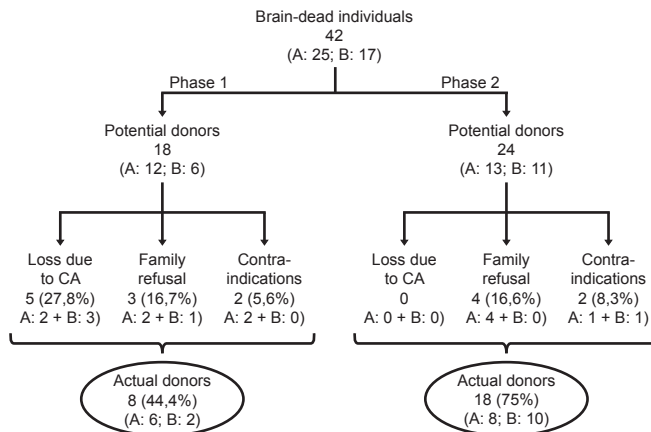 Brain-dead individuals
42
(A: 25; B: 17)
Phase 1
Phase 2
Potential donors
18
(A: 12; B: 6)
Potential donors
24
(A: 13; B: 11)
Loss due
to CA
5 (27,8%)
A: 2 + B: 3)
Family
refusal
3 (16,7%)
A: 2 + B: 1)
Contra-
indications
2 (5,6%)
A: 2 + B: 0)
Loss due
to CA
0
A: 0 + B: 0)
Family
refusal
4 (16,6%)
A: 4 + B: 0)
Contra-
indications
2 (8,3%)
A: 1 + B: 1)
Actual donors
8 (44,4%)
(A: 6; B: 2)
Actual donors
18 (75%)
(A: 8; B: 10)